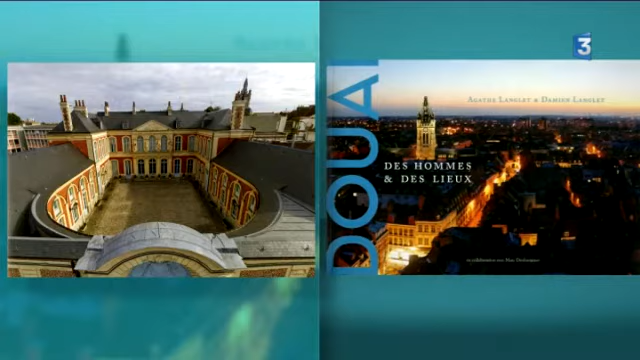 3
DOUAI
AGATHE LANGLET & DAMIEN LANGLET
DES HOMMES
& DES LIEUX